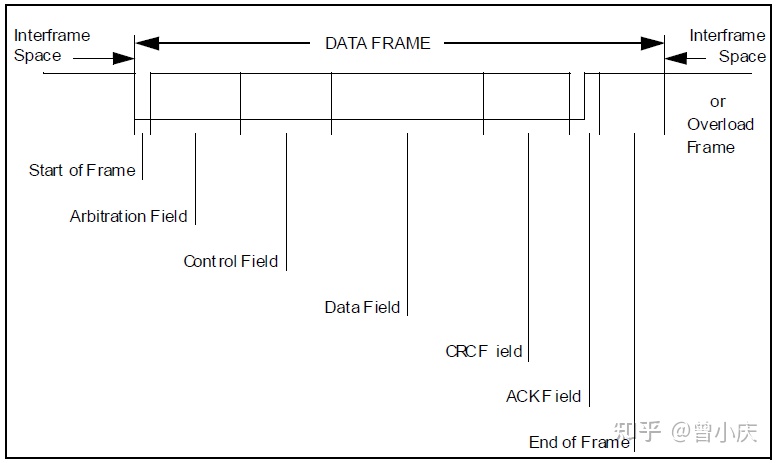 Interframe
Space
DATA FRAME
Interframe
Space
or
Overload
Frame
Start of Frame
Arbitration Field
Control Field
Data Field
CRCF ield
ACKF ield
End of Frame
知乎 @曾小庆